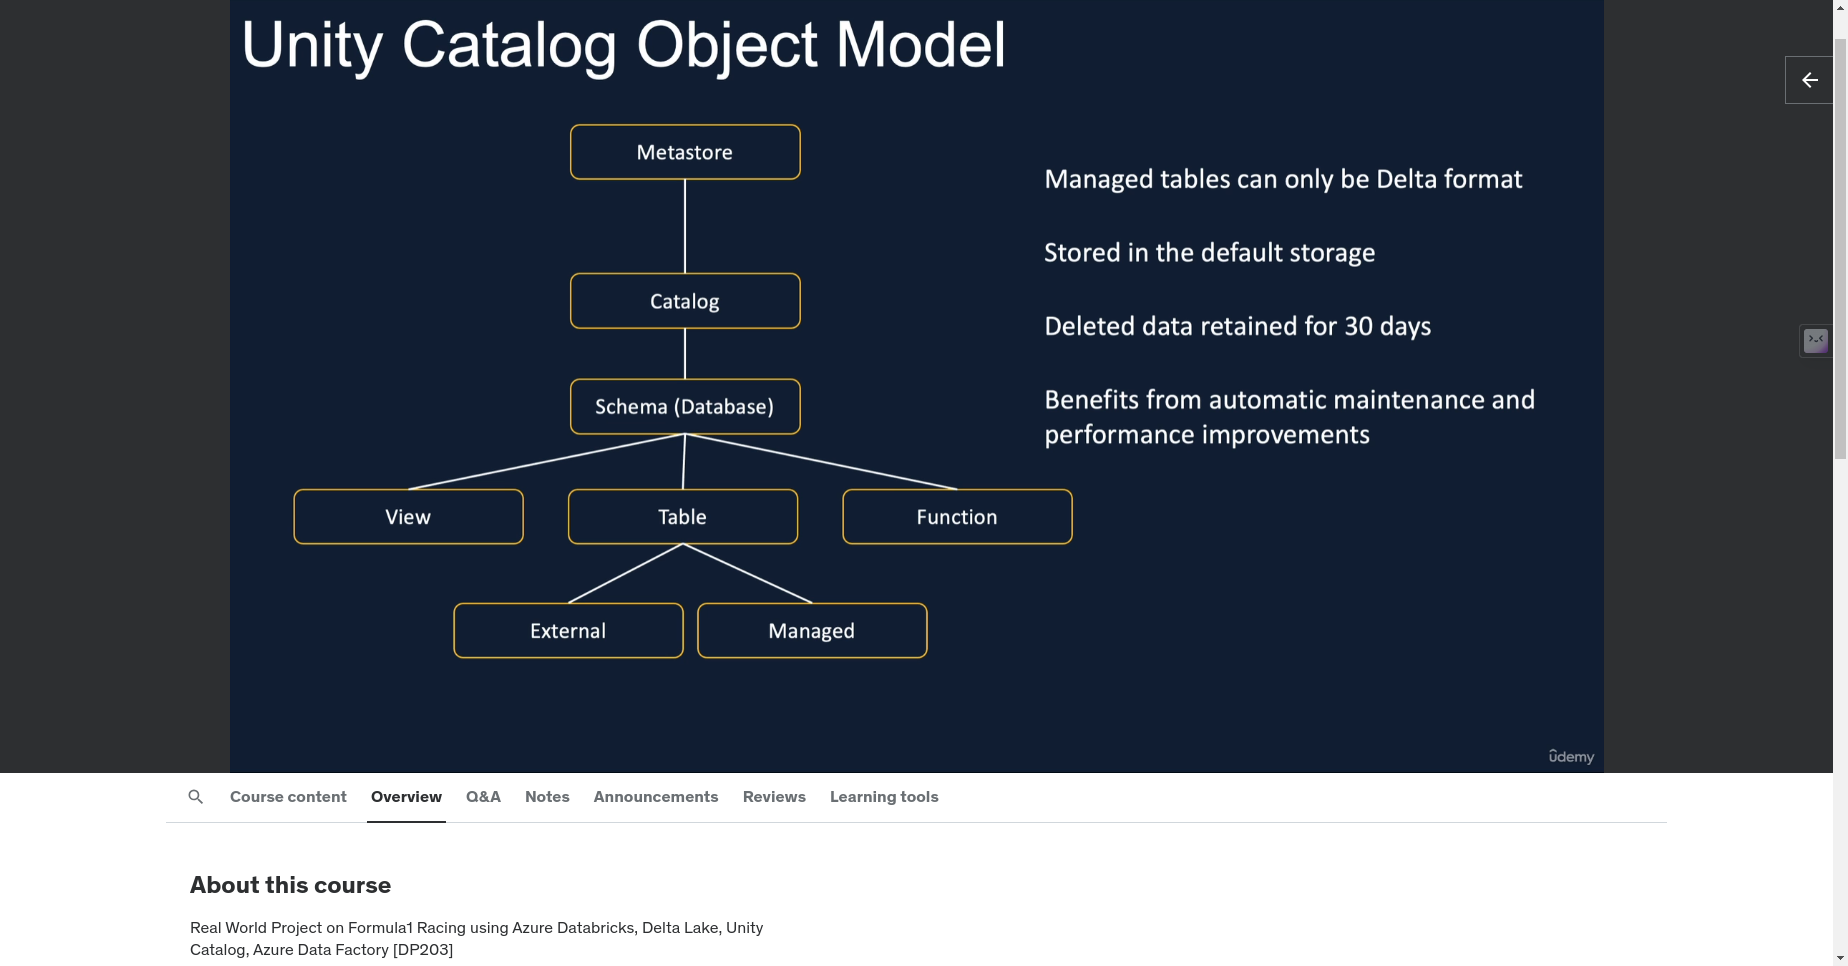 Unity Catalog Object Model
Metastore
Catalog
Schema (Database)
View
Table
Function
External
Managed
Managed tables can only be Delta format
Stored in the default storage
Deleted data retained for 30 days
Benefits from automatic maintenance and
performance improvements
ûdemy
Course content
Overview
Q&A
Notes
Announcements
Reviews
Learning tools
About this course
Real World Project on Formula1 Racing using Azure Databricks, Delta Lake, Unity
Catalog, Azure Data Factory [DP203]